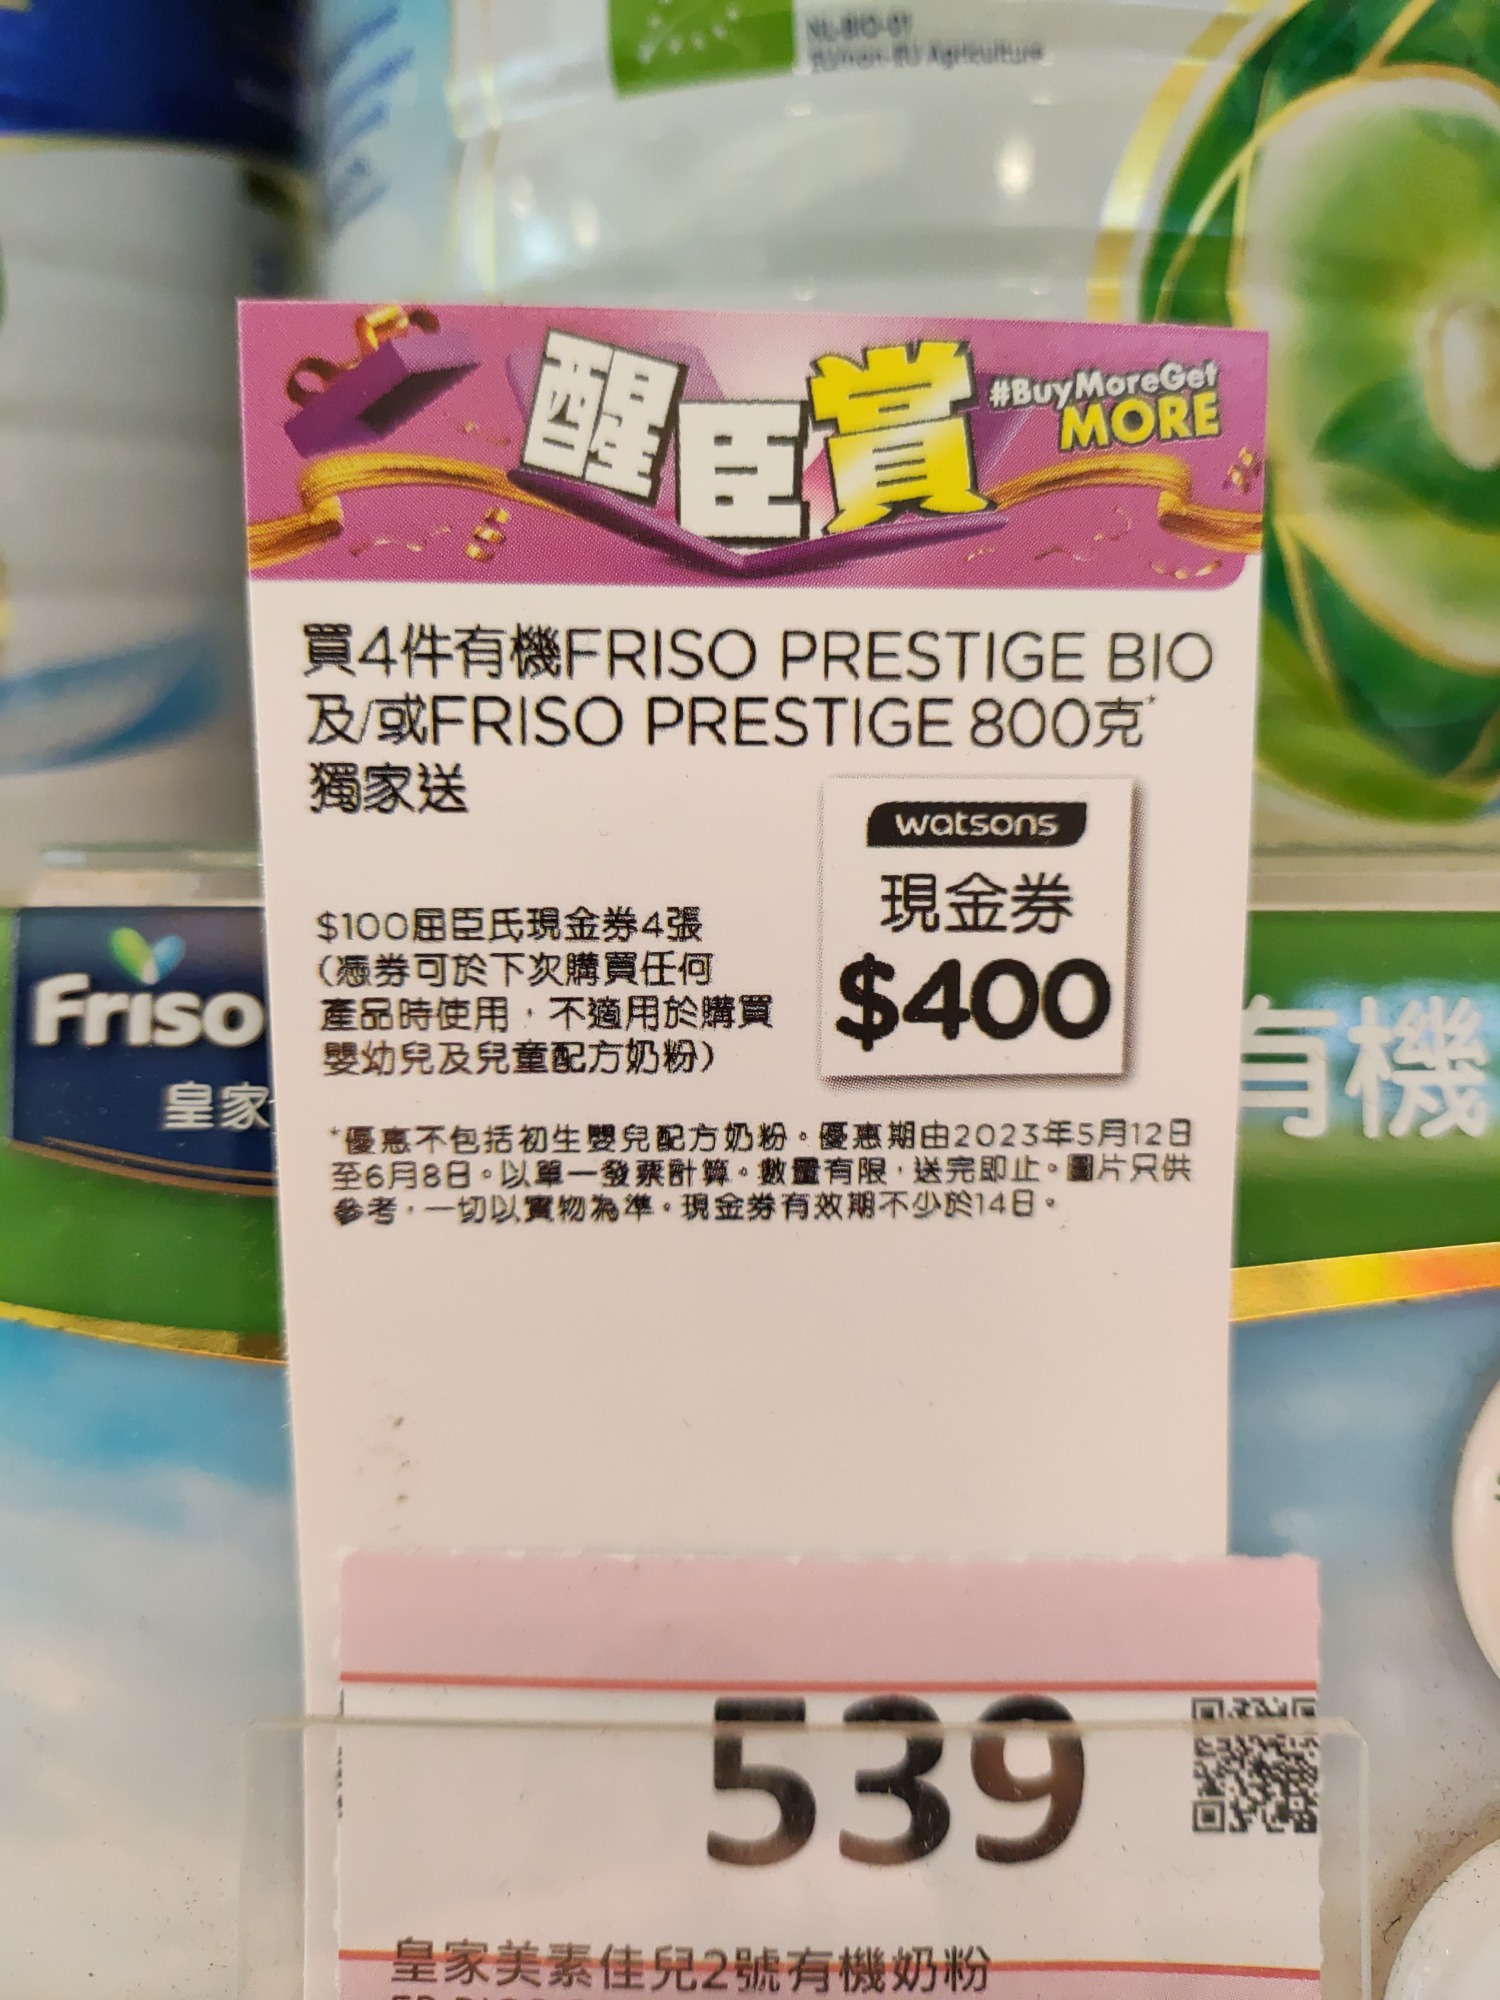 NL-BIO-01
EU/non-EU Agriculture
醒臣賞
#BuyMoreGet
MORE
買4件有機FRISO PRESTIGE BIO
及/或FRISO PRESTIGE 800克*
獨家送
watsons
現金券
$400
$100屈臣氏現金券4張
(憑券可於下次購買任何
產品時使用，不適用於購買
嬰幼兒及兒童配方奶粉)
*優惠不包括初生嬰兒配方奶粉。優惠期由2023年5月12日
至6月8日。以單一發票計算。數量有限，送完即止。圖片只供
參考，一切以實物為準。現金券有效期不少於14日。
Friso
皇家
有機
539
皇家美素佳兒2號有機奶粉